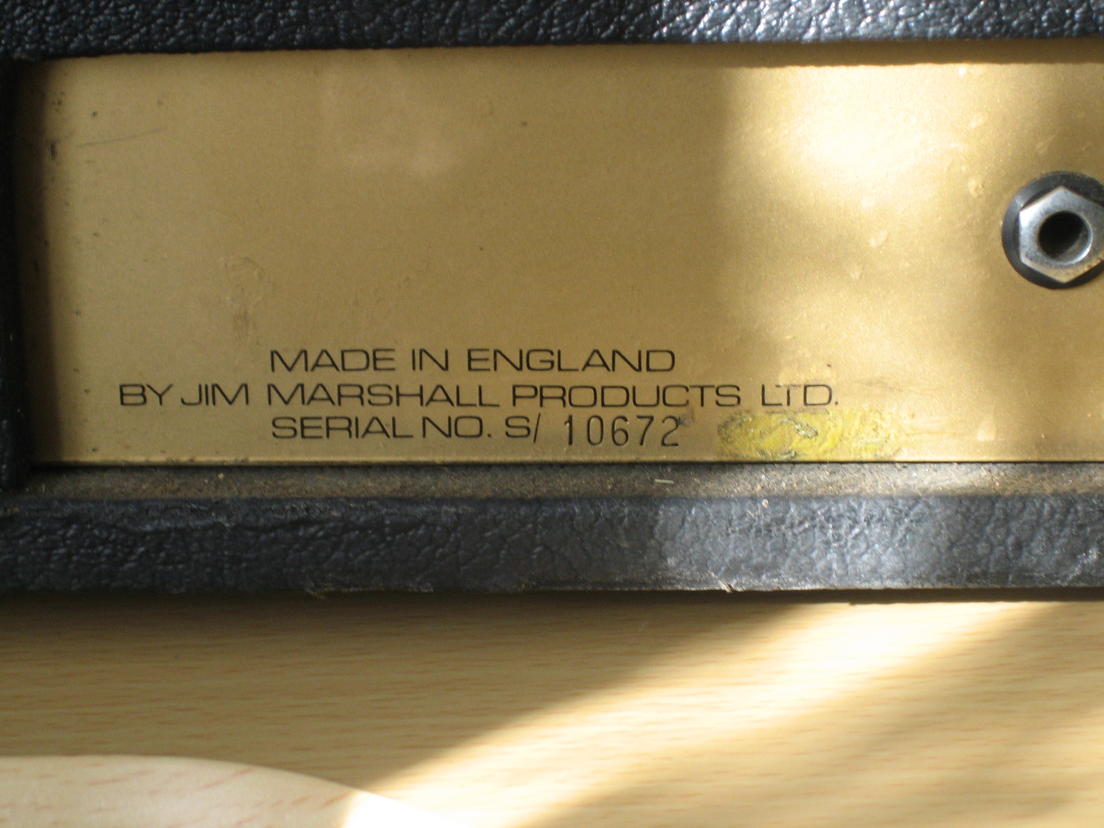 MADE IN ENGLAND
BY JIM MARSHALL PRODUCTS LTD.
SERIAL NO. S/ 10672